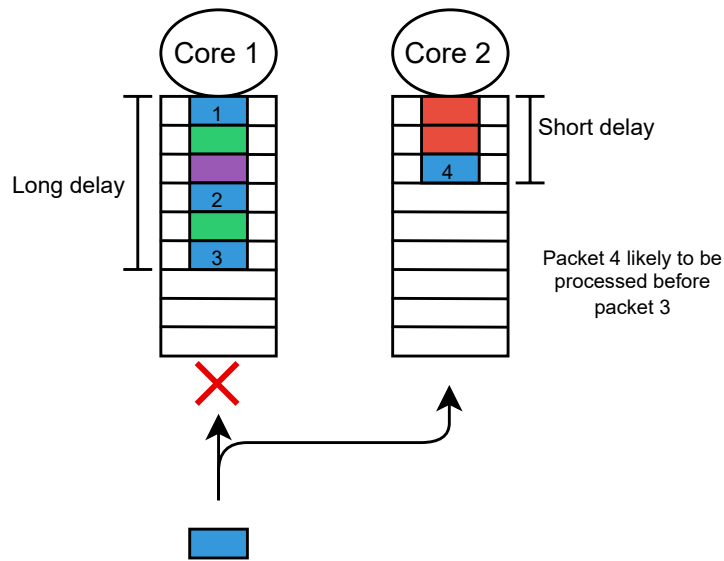 Core 1
Core 2
1
2
3
4
Long delay
Short delay
Packet 4 likely to be
processed before
packet 3